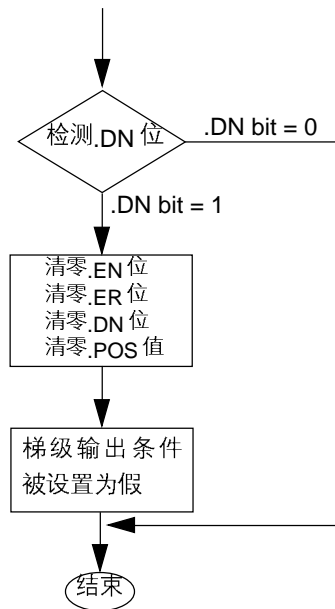 检测.DN 位
.DN bit = 0
.DN bit = 1
清零.EN 位
清零.ER 位
清零.DN 位
清零.POS 值
梯级输出条件
被设置为假
结束